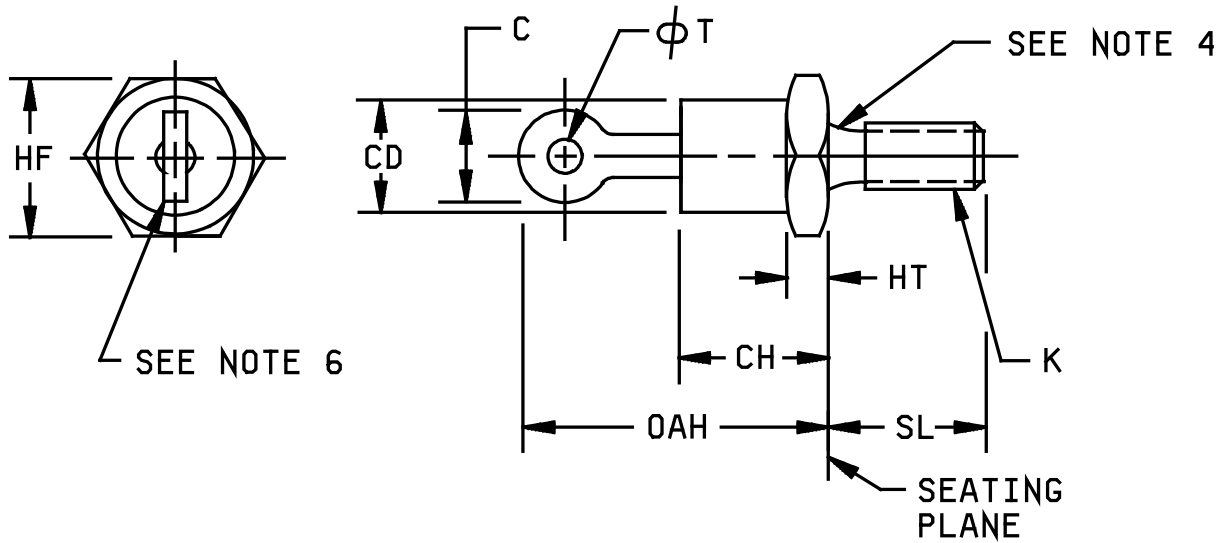 C
φT
SEE NOTE 4
HF
CD
HT
SEE NOTE 6
CH
K
OAH
SL
SEATING
PLANE